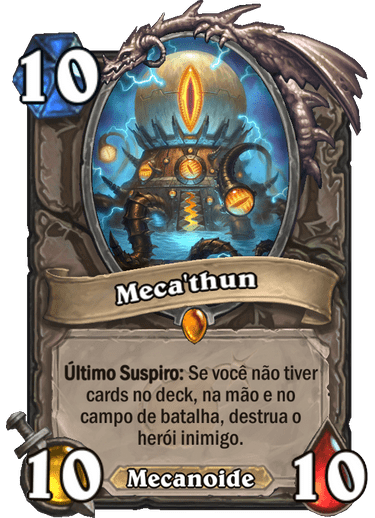 10
Meca'thun
Último Suspiro: Se você não tiver
cards no deck, na mão e no
campo de batalha, destrua o
herói inimigo.
10
Mecanoide
10